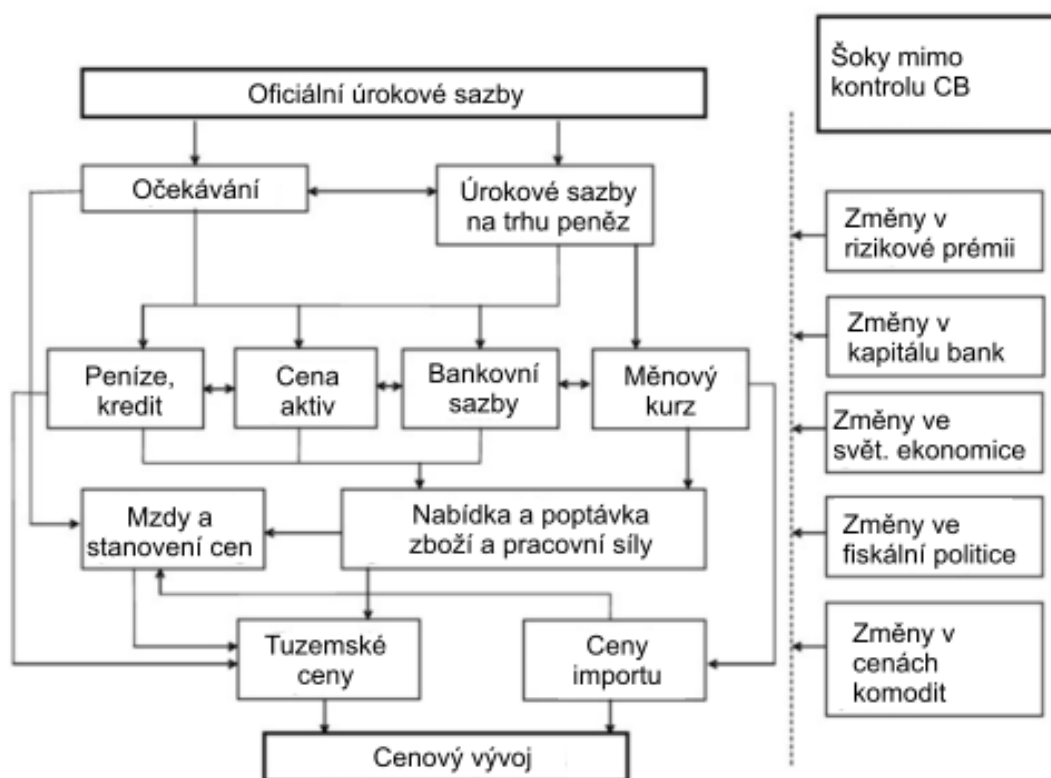 Oficiální úrokové sazby
Očekávání
Úrokové sazby
na trhu peněz
Peníze,
kredit
Cena
aktiv
Bankovní
sazby
Měnový
kurz
Mzdy a
stanovení cen
Nabídka a poptávka
zboží a pracovní síly
Tuzemské
ceny
Ceny
importu
Cenový vývoj
Šoky mimo
kontrolu CB
Změny v
rizikové prémii
Změny v
kapitálu bank
Změny ve
svět. ekonomice
Změny ve
fiskální politice
Změny v
cenách
komodit